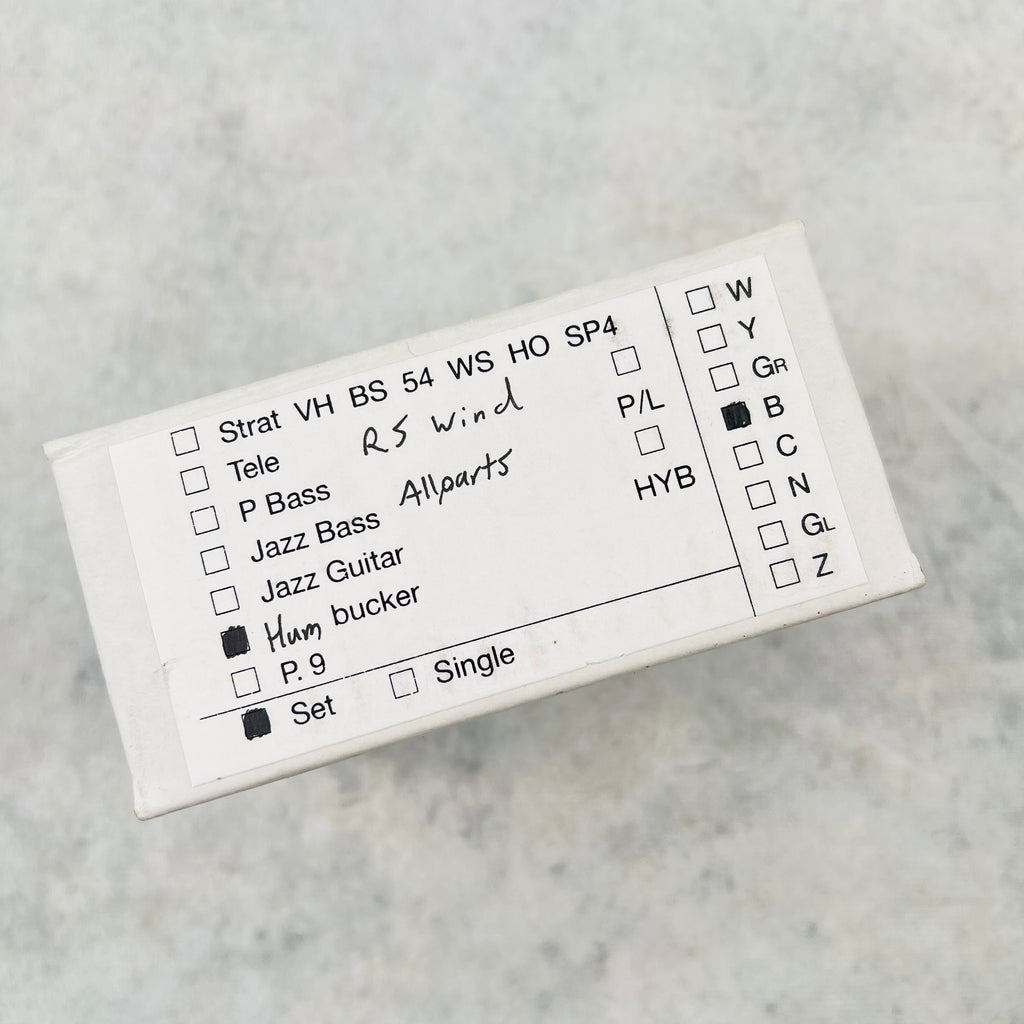 Strat VH BS 54 WS HO SP4
Tele
RS Wind
P/L
P Bass
Allparts
Jazz Bass
HYB
Jazz Guitar
Hum bucker
P. 9
Set Single
W
Y
GR
B
C
N
GL
Z